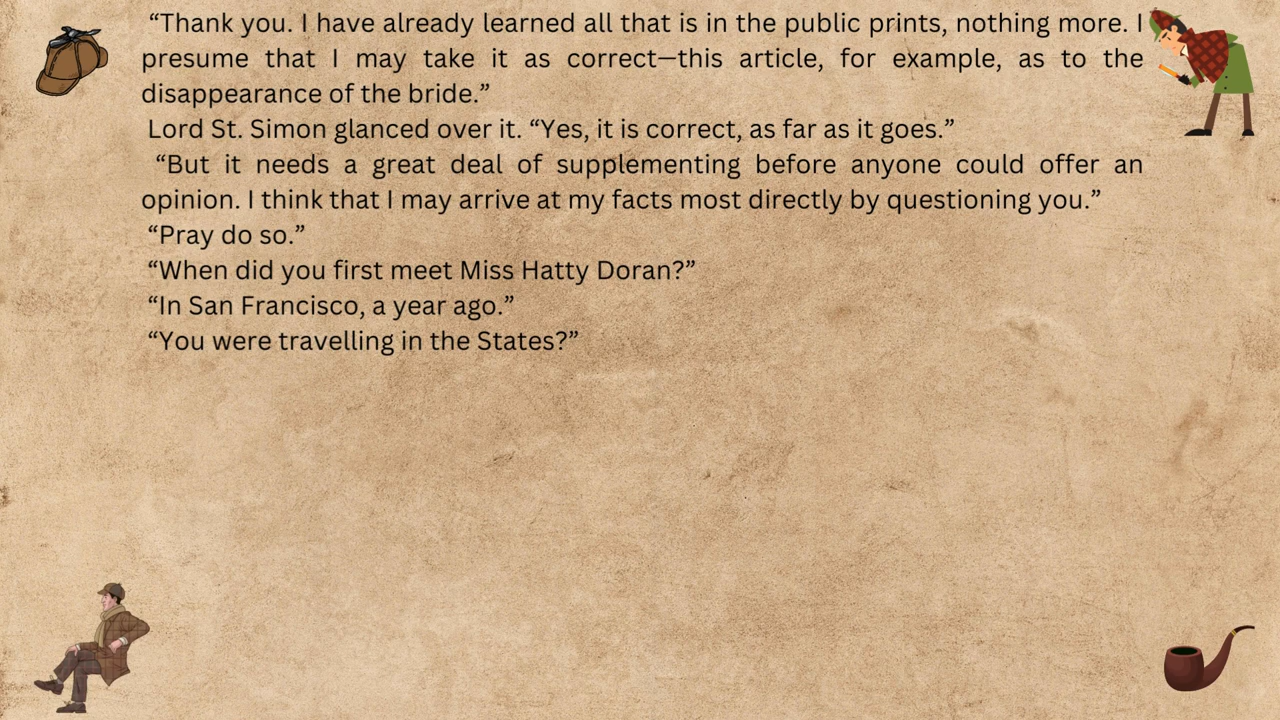 “Thank you. I have already learned all that is in the public prints, nothing more. I
presume that I may take it as correct—this article, for example, as to the
disappearance of the bride.”
Lord St. Simon glanced over it. “Yes, it is correct, as far as it goes.”
“But it needs a great deal of supplementing before anyone could offer an
opinion. I think that I may arrive at my facts most directly by questioning you.”
“Pray do so.”
“When did you first meet Miss Hatty Doran?”
“In San Francisco, a year ago.”
“You were travelling in the States?”